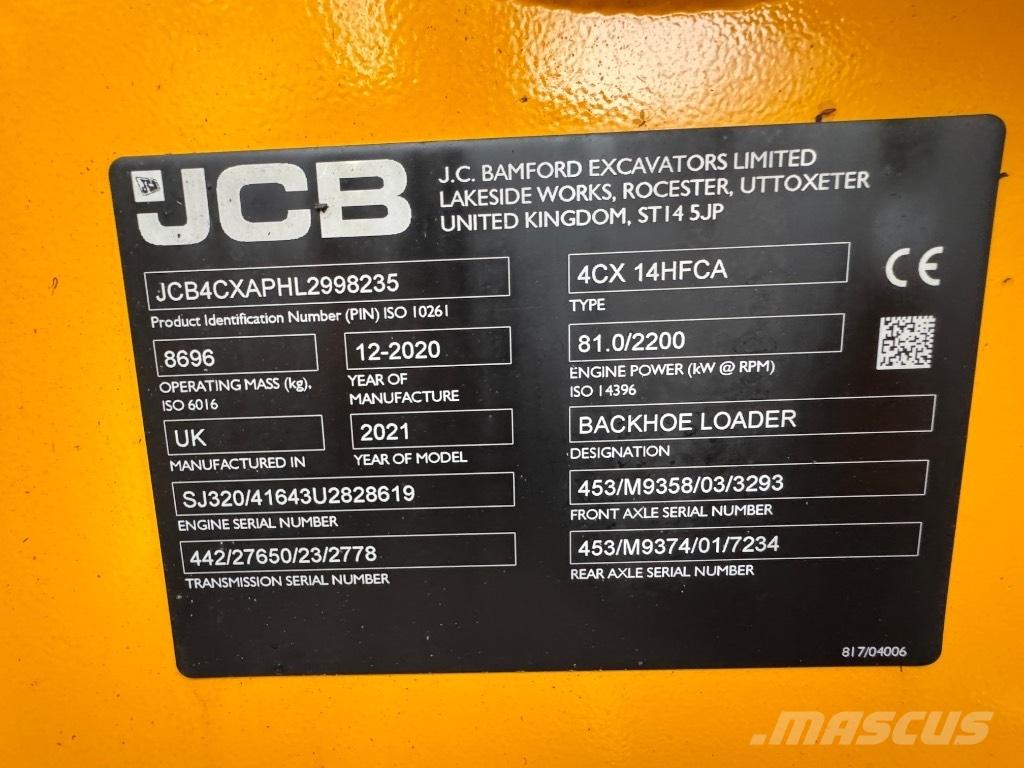 JCB
J.C. BAMFORD EXCAVATORS LIMITED
LAKESIDE WORKS, ROCESTER, UTTOXETER
UNITED KINGDOM, ST14 5JP
JCB4CXAPHL2998235
Product Identification Number (PIN) ISO 10261
8696
OPERATING MASS (kg),
ISO 6016
12-2020
YEAR OF
MANUFACTURE
UK
MANUFACTURED IN
2021
YEAR OF MODEL
SJ320/41643U2828619
ENGINE SERIAL NUMBER
442/27650/23/2778
TRANSMISSION SERIAL NUMBER
4CX 14HFCA
TYPE
CE
81.0/2200
ENGINE POWER (kW @ RPM)
ISO 14396
BACKHOE LOADER
DESIGNATION
453/M9358/03/3293
FRONT AXLE SERIAL NUMBER
453/M9374/01/7234
REAR AXLE SERIAL NUMBER
817/04006
MASCUS